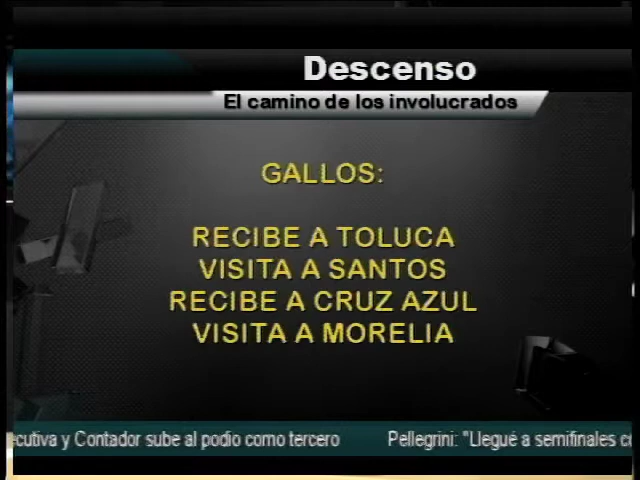 Descenso
El camino de los involucrados
GALLOS:
RECIBE A TOLUCA
VISITA A SANTOS
RECIBE A CRUZ AZUL
VISITA A MORELIA
y Contador sube al podio como tercero Pellegrini: "Llegué a semifinales